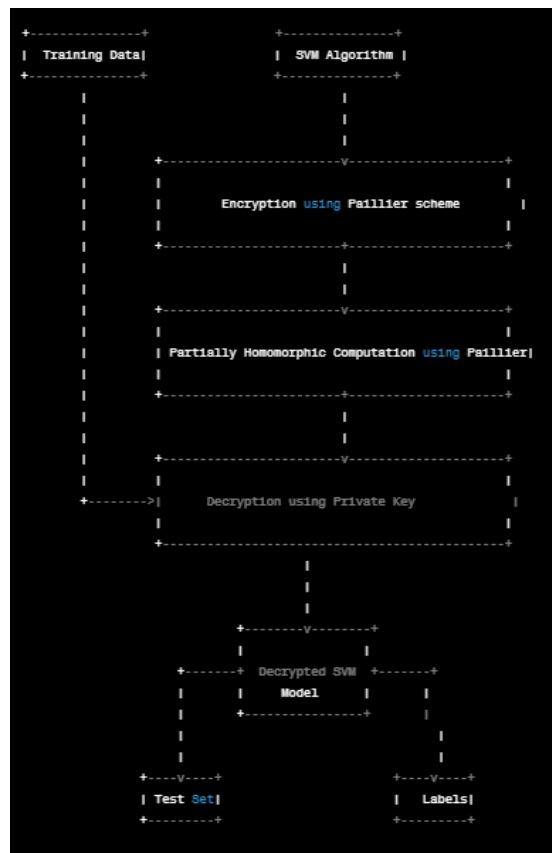 Training Data
SVM Algorithm
Encryption using Paillier scheme
Partially Homomorphic Computation using Paillier
Decryption using Private Key
Decrypted SVM
Model
Test Set
Labels